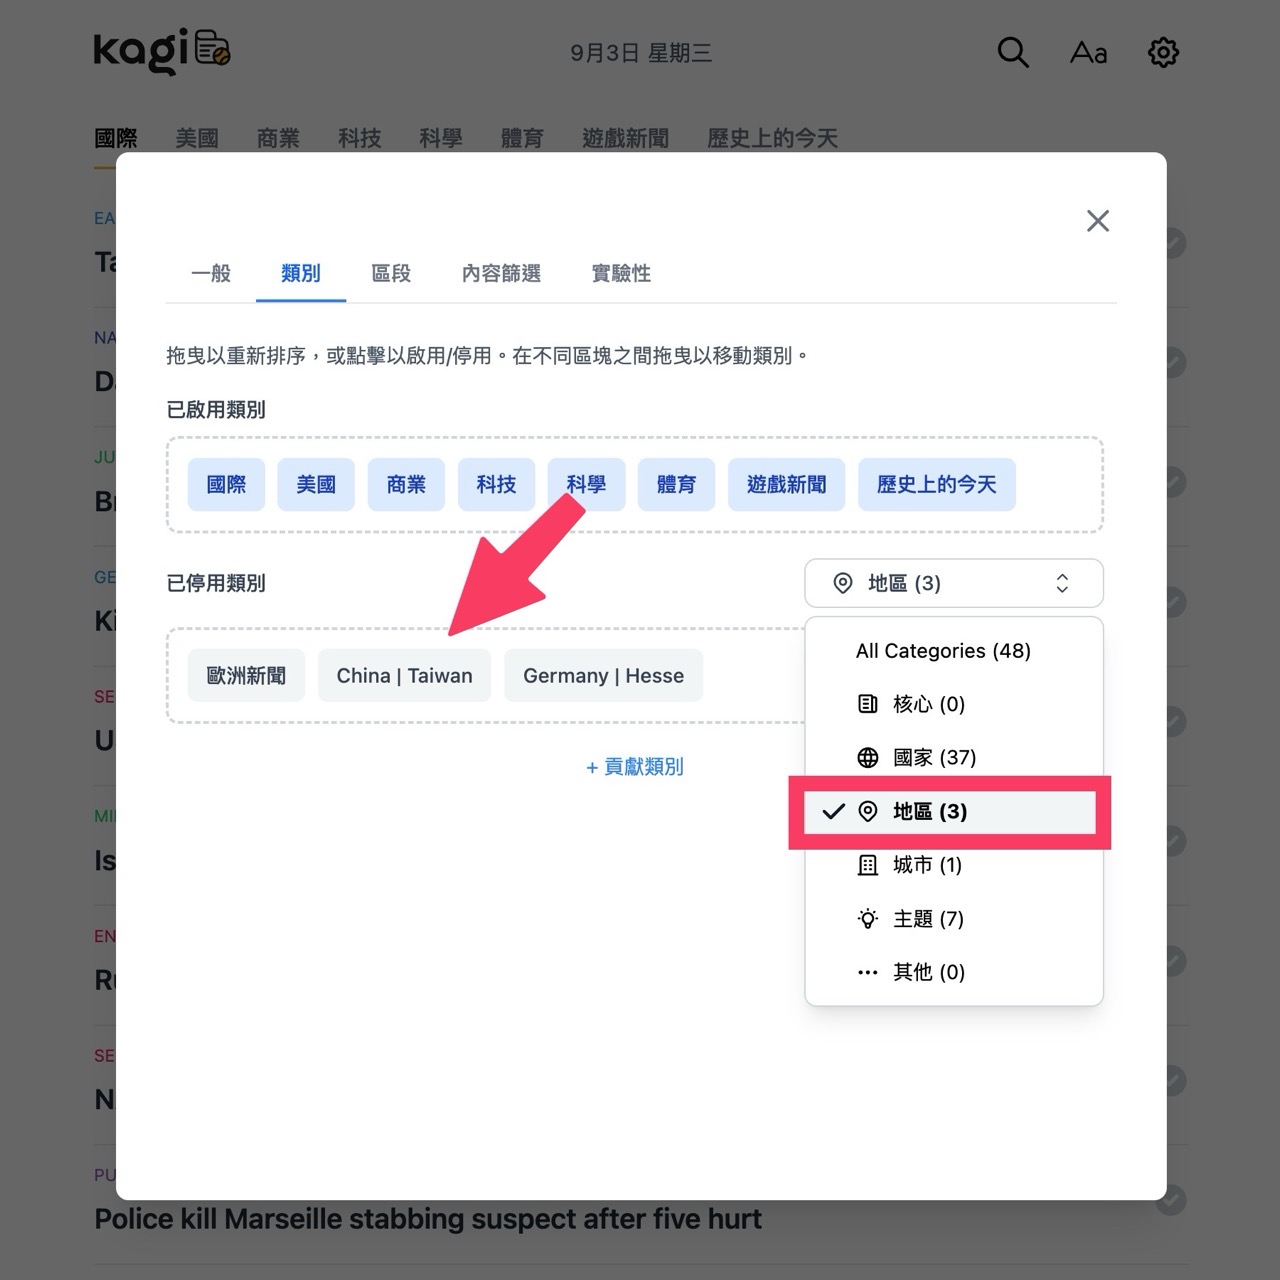 kagi
9月3日 星期三
Aa
國際 美國 商業 科技 科學 體育 遊戲新聞 歷史上的今天
一般 類別 區段 內容篩選 實驗性
拖曳以重新排序，或點擊以啟用/停用。在不同區塊之間拖曳以移動類別。
已啟用類別
國際 美國 商業 科技 科學 體育 遊戲新聞 歷史上的今天
已停用類別
地區 (3)
歐洲新聞 China | Taiwan Germany | Hesse
+ 貢獻類別
All Categories (48)
核心 (0)
國家 (37)
地區 (3)
城市 (1)
主題 (7)
其他 (0)
EA
NA
JU
GE
SE
MI
EN
SE
PU
Police kill Marseille stabbing suspect after five hurt